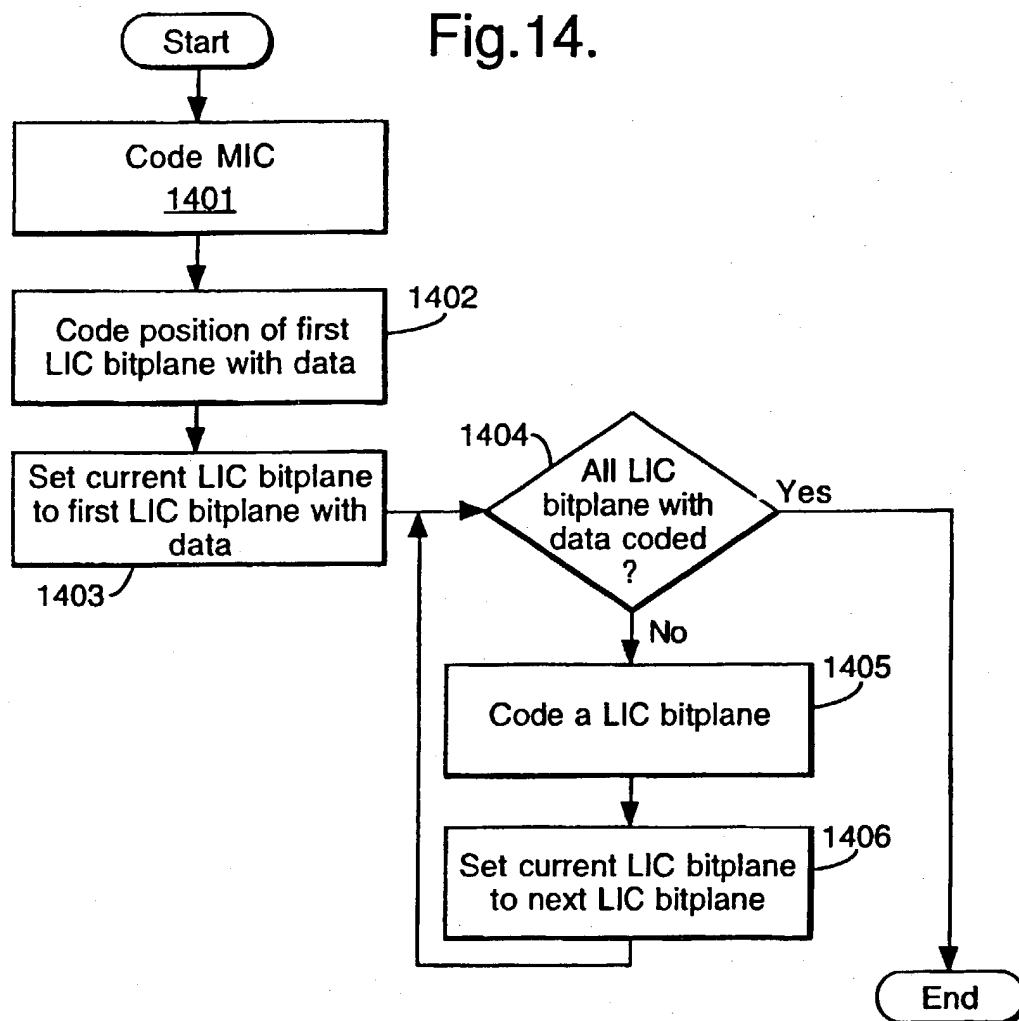 Fig.14.
Start
Code MIC
1401
1402
Code position of first
LIC bitplane with data
Set current LIC bitplane
to first LIC bitplane with
data
1403
1404
All LIC
bitplane with
data coded
?
Yes
No
1405
Code a LIC bitplane
1406
Set current LIC bitplane
to next LIC bitplane
End